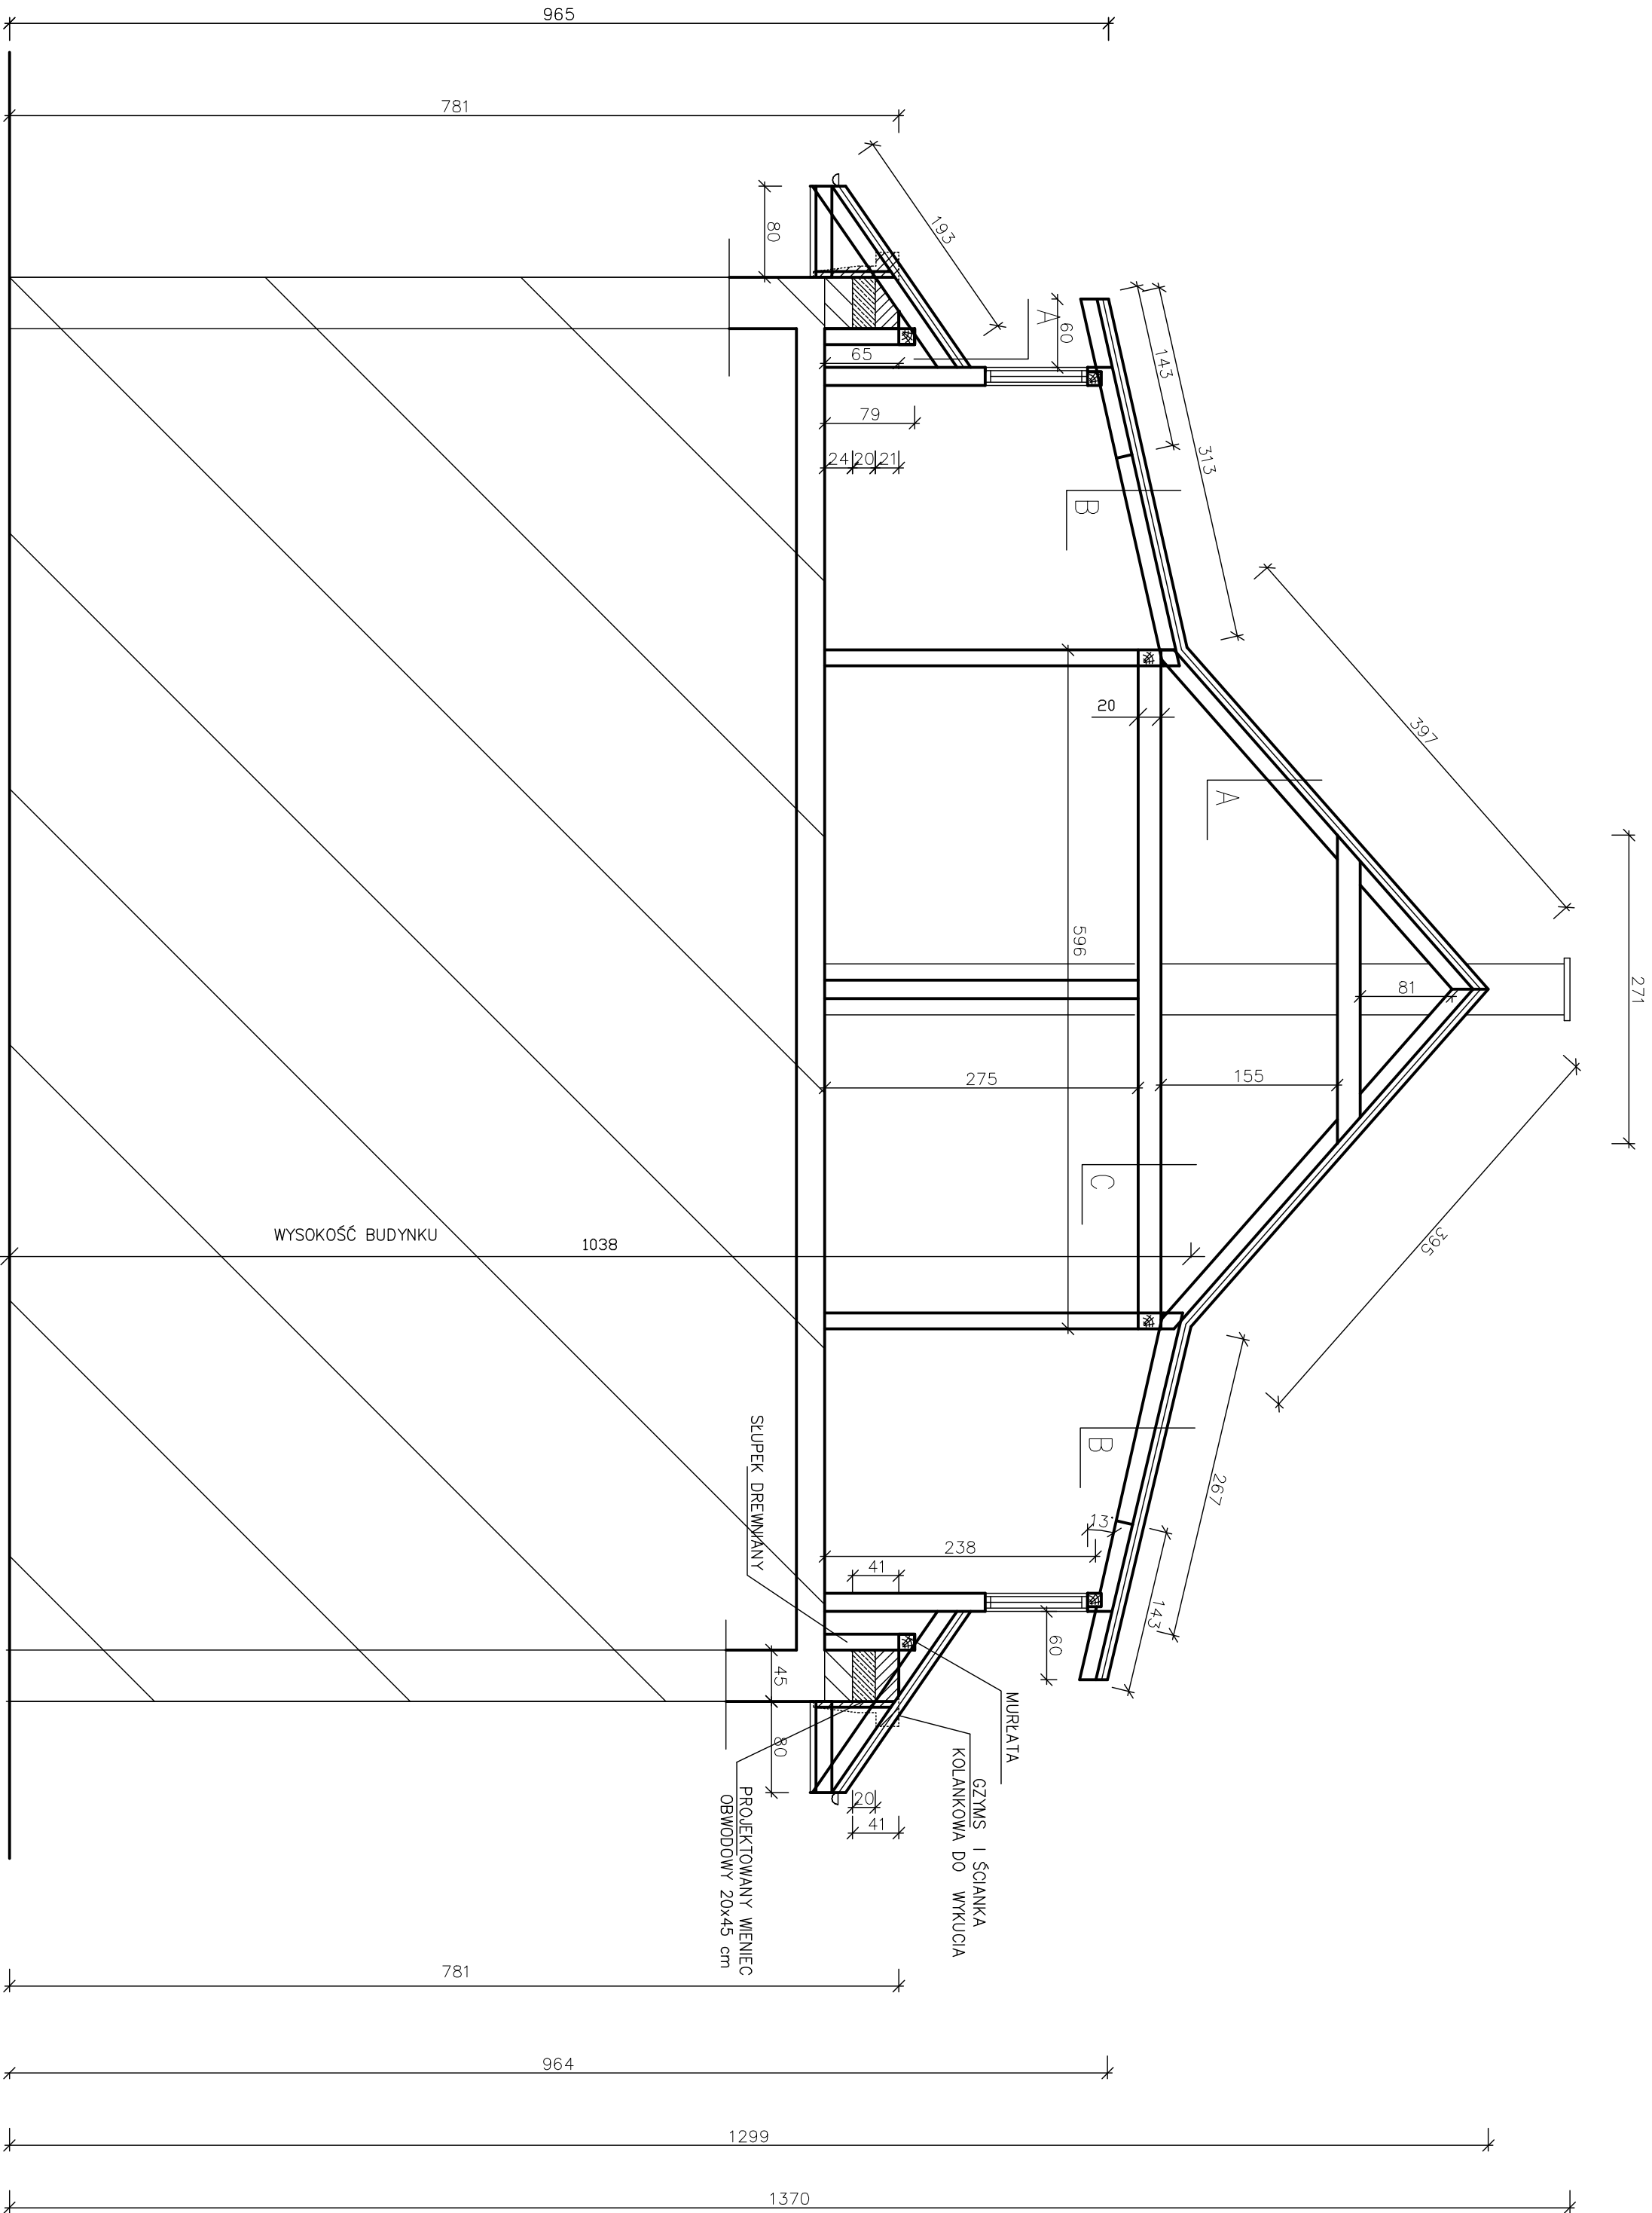 965
781
80
193
A
60
65
143
313
79
24
20
21
B
397
20
A
271
596
81
275
155
C
395
WYSOKOŚĆ BUDYNKU
1038
B
267
13°
238
41
143
60
SŁUPEK DREWNIANY
45
80
MURŁATA
GZYMS I ŚCIANKA
KOLANKOWA DO WYKUCIA
PROJEKTOWANY WIENIEC
OBWODOWY 20x45 cm
20
41
781
964
1299
1370